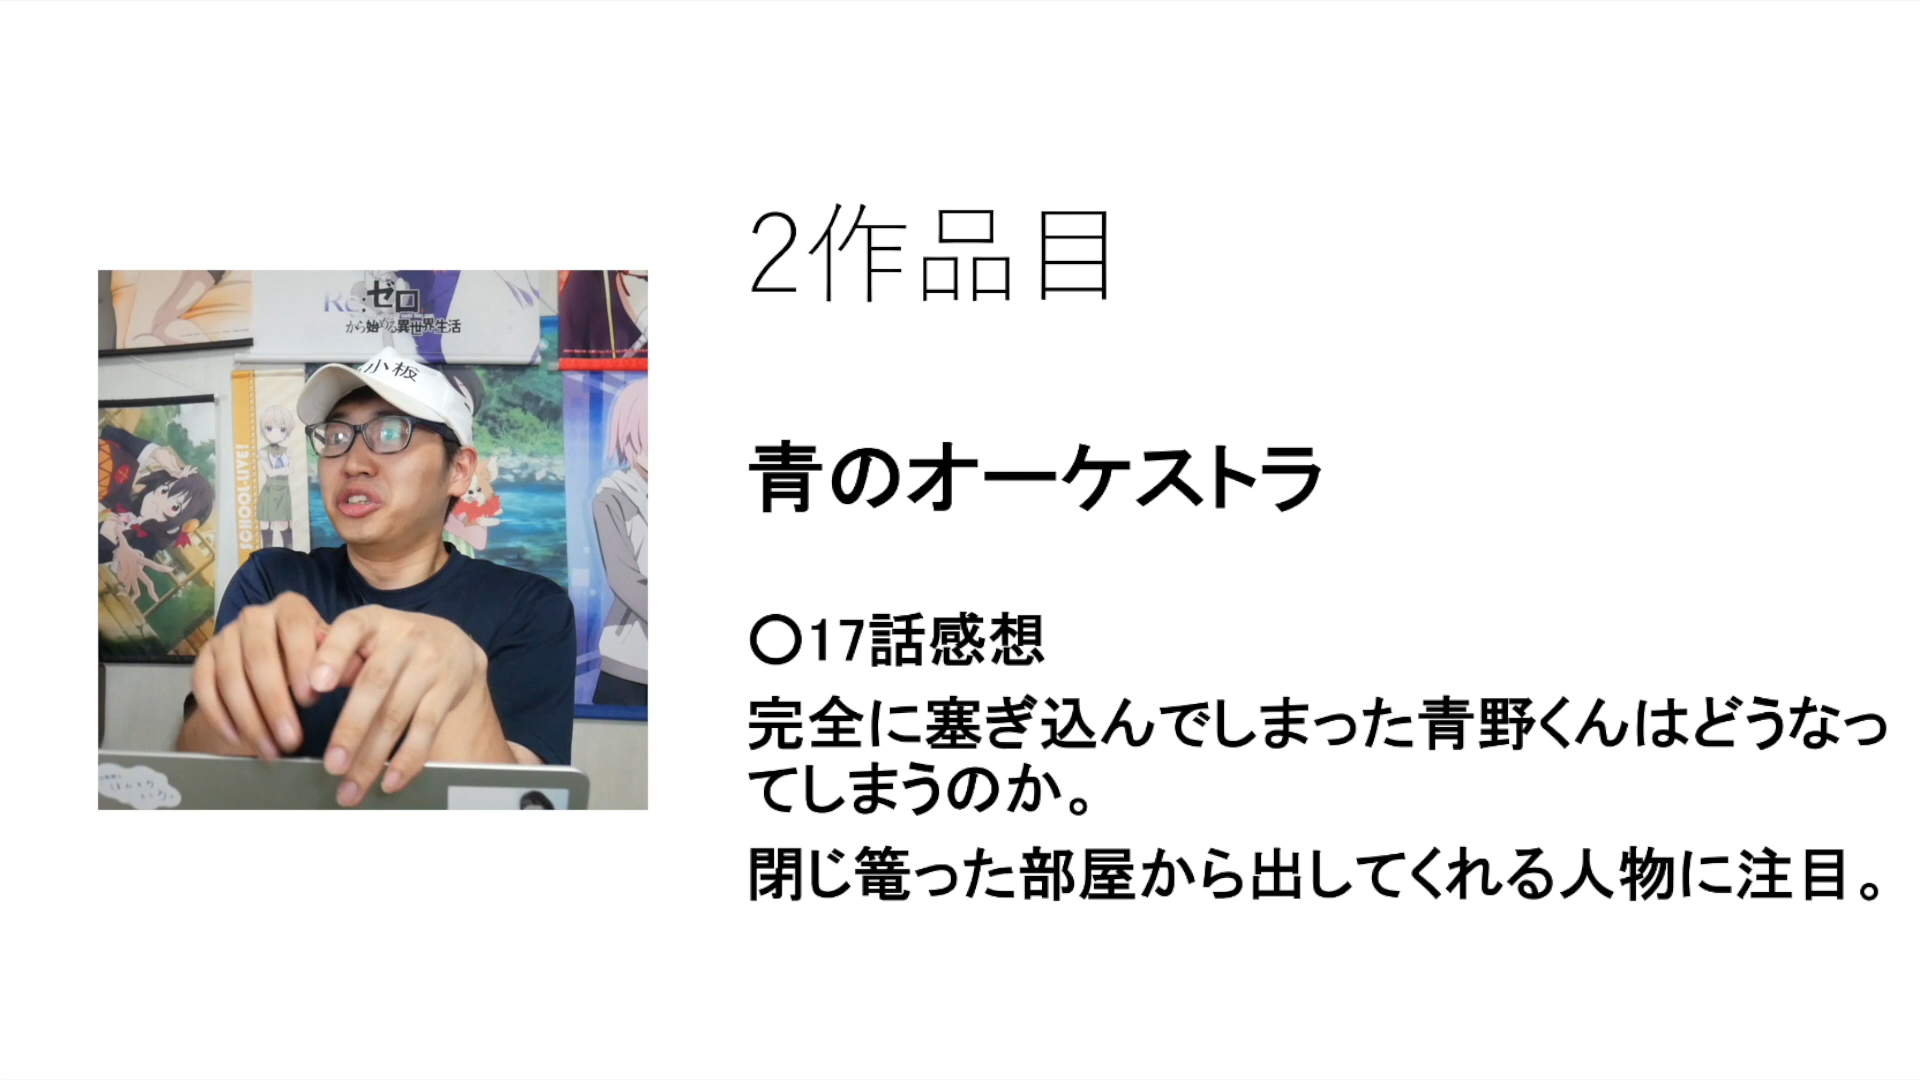 2作品目
青のオーケストラ
〇17話感想
完全に塞ぎ込んでしまった青野くんはどうなっ
てしまうのか。
閉じ篭った部屋から出してくれる人物に注目。
Re:ゼロ
から始める異世界生活
小板
SCHOOL-LIVE!